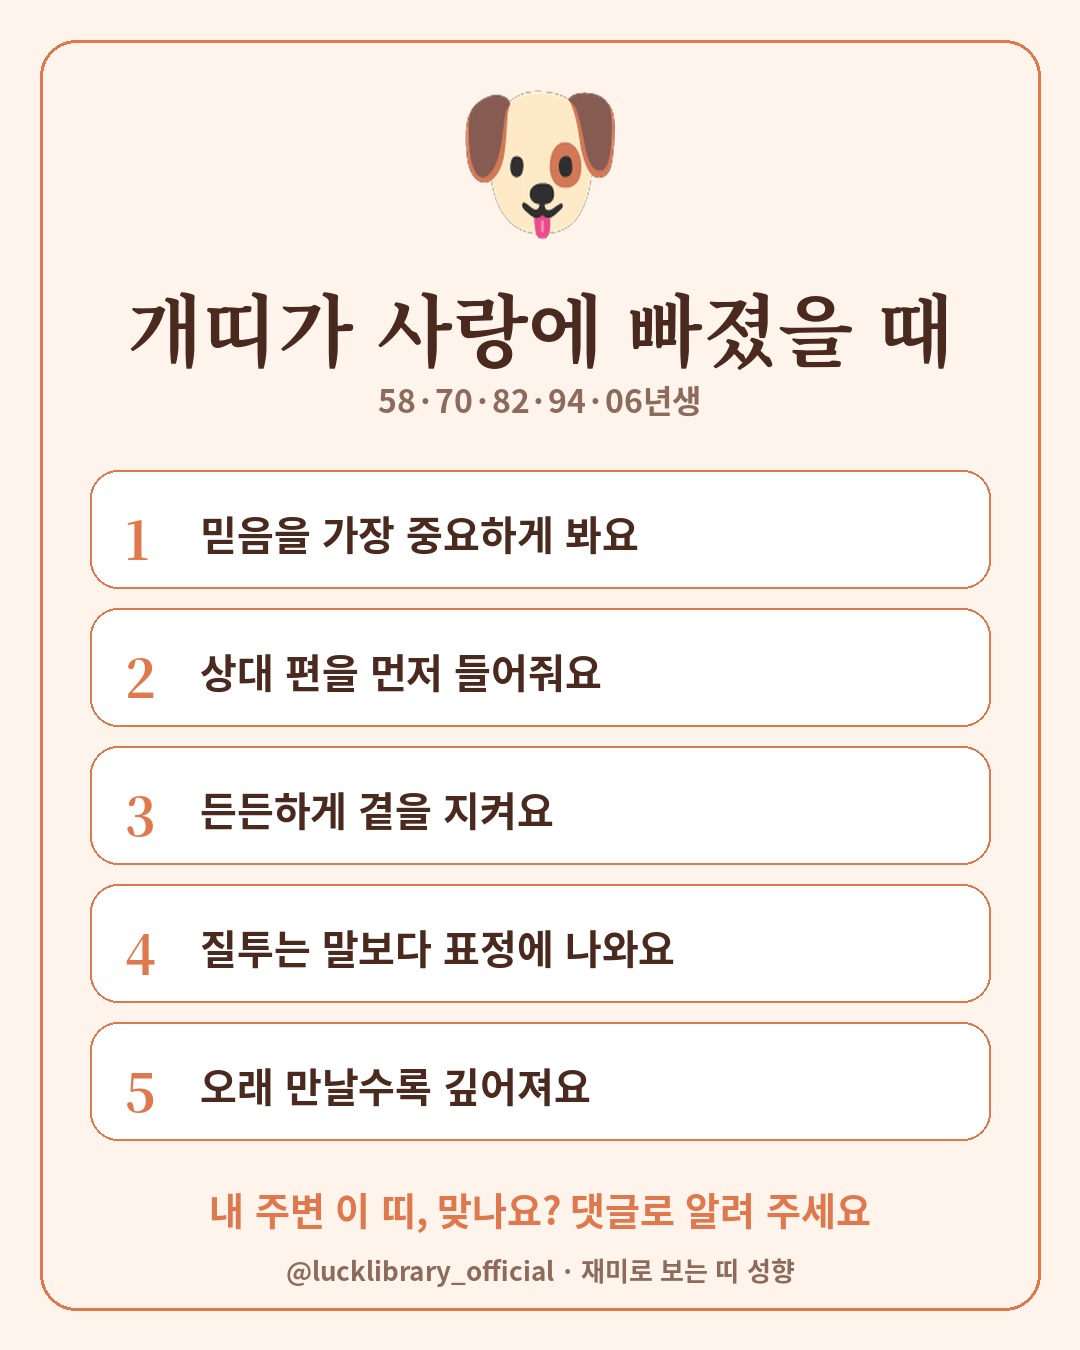 개띠가 사랑에 빠졌을 때
58·70·82·94·06년생
1 믿음을 가장 중요하게 봐요
2 상대 편을 먼저 들어줘요
3 든든하게 곁을 지켜요
4 질투는 말보다 표정에 나와요
5 오래 만날수록 깊어져요
내 주변 이 띠, 맞나요? 댓글로 알려 주세요
@lucklibrary_official · 재미로 보는 띠 성향